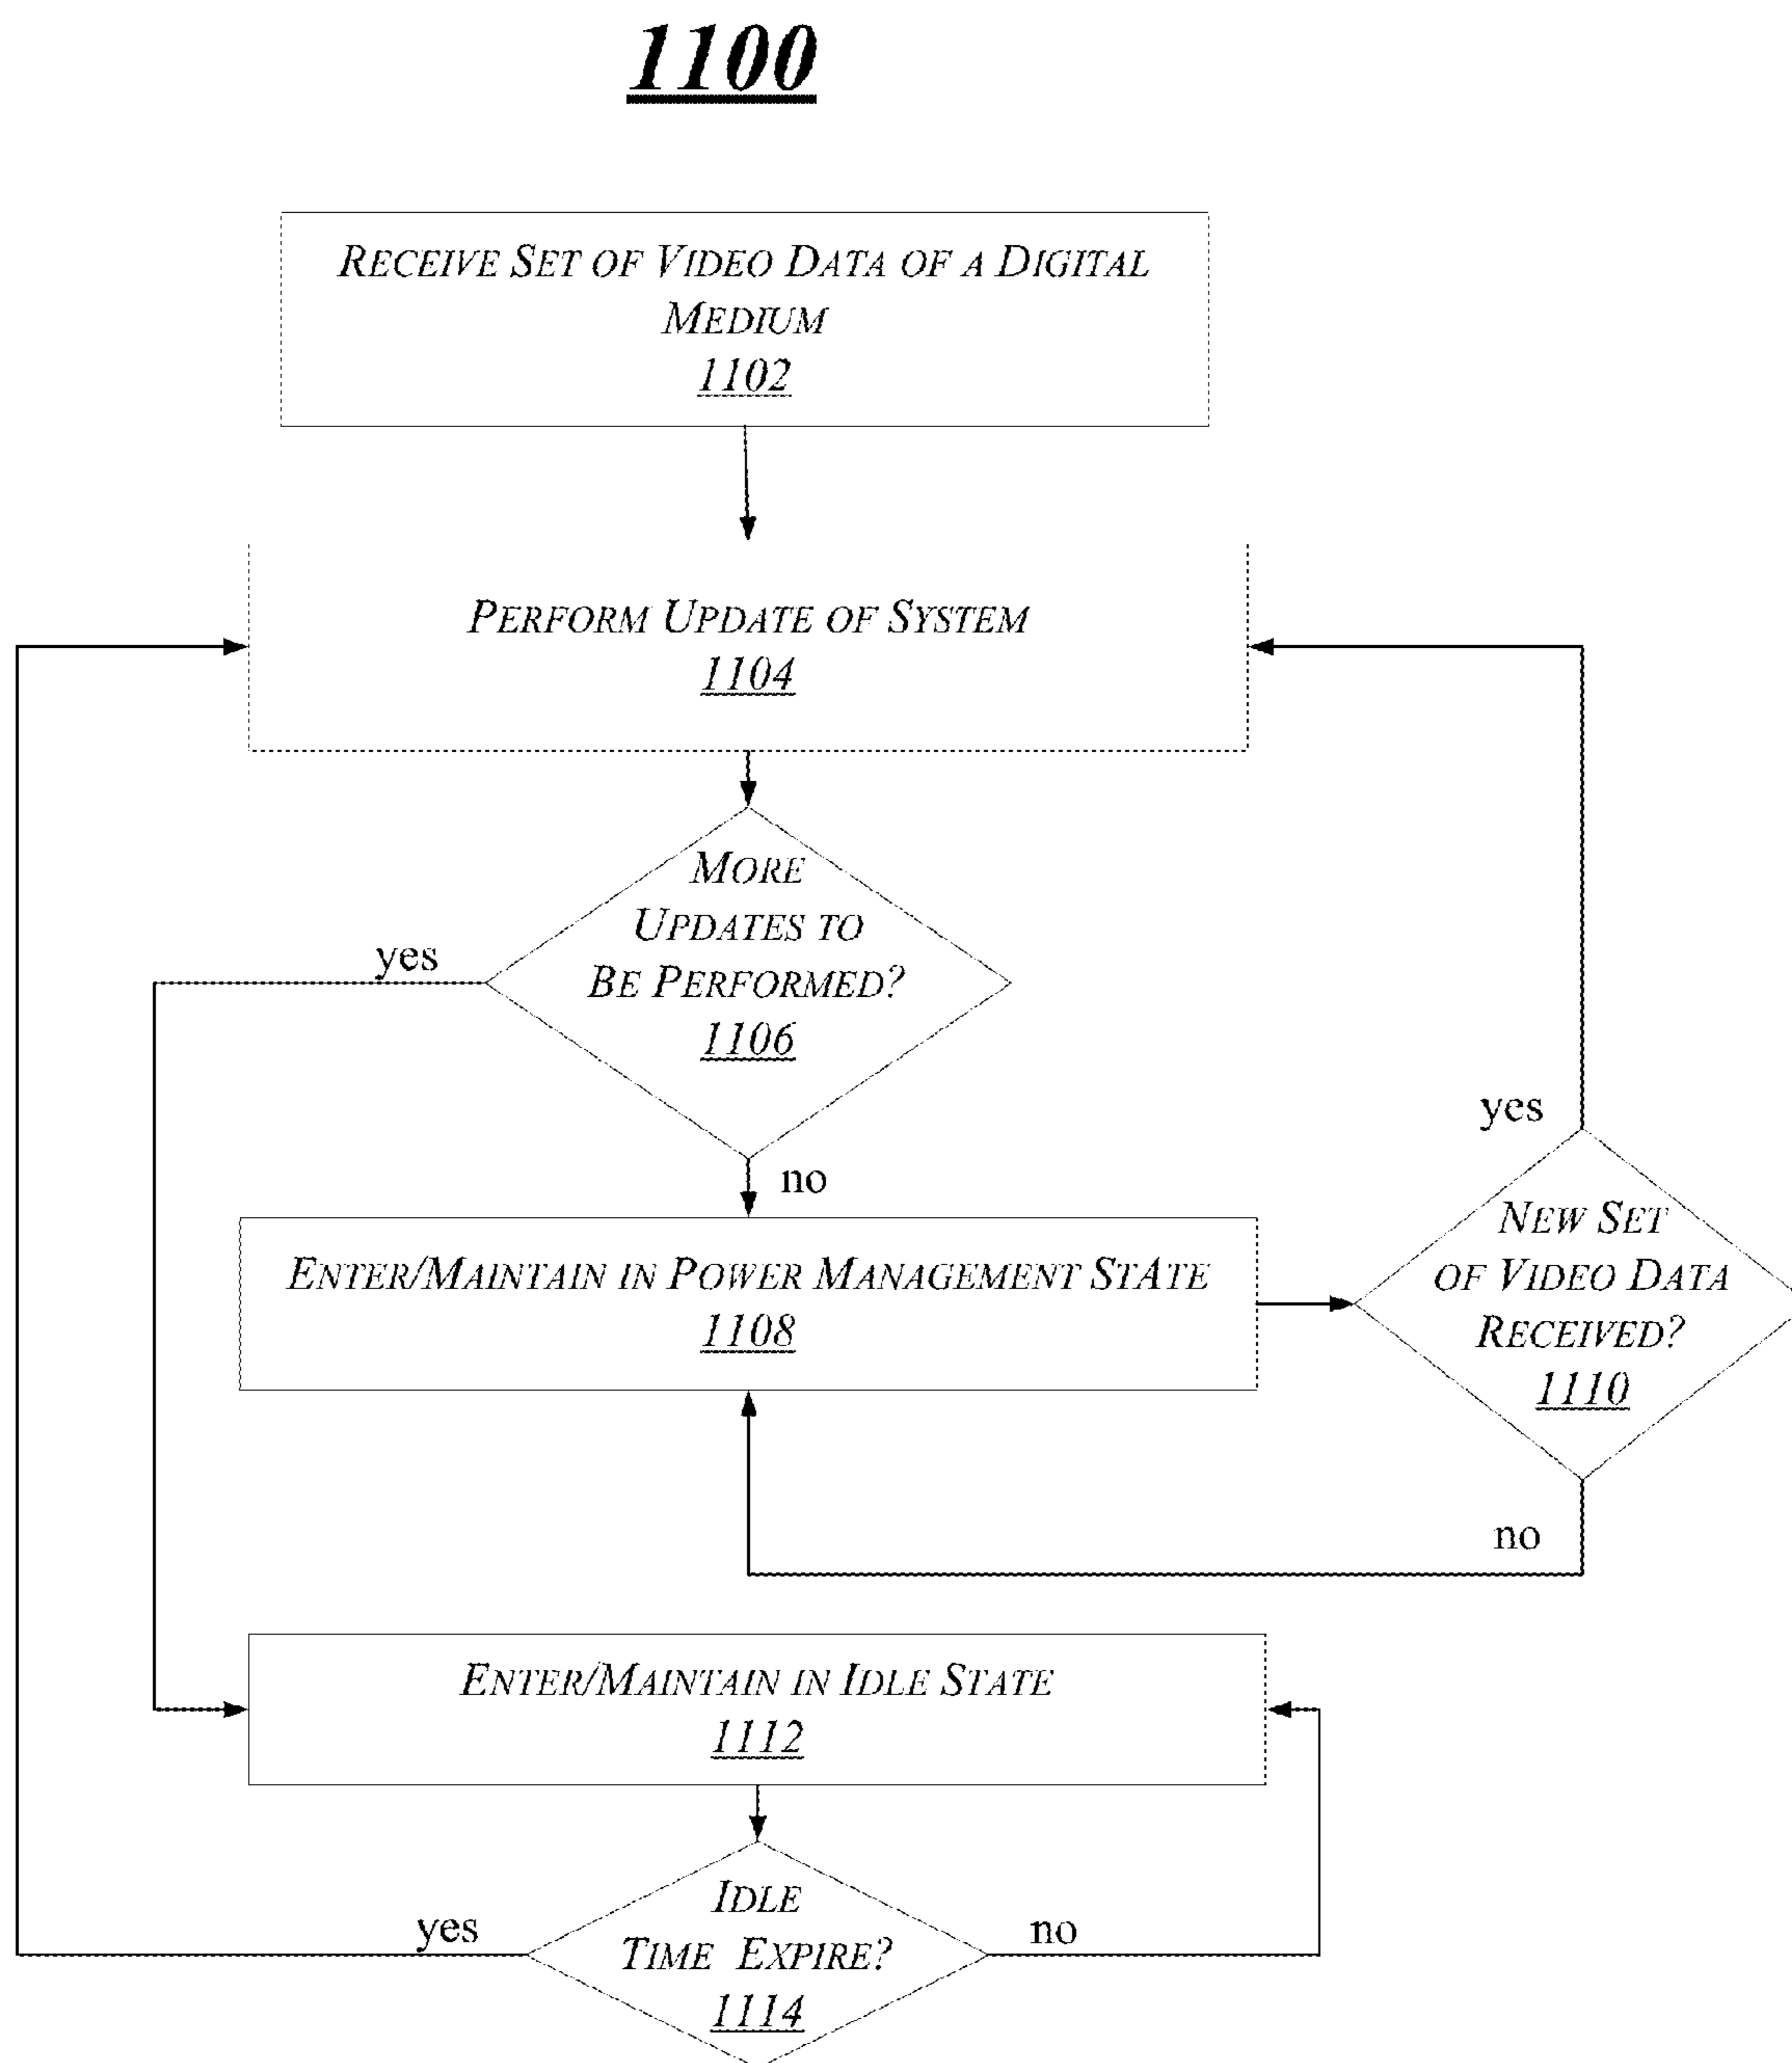 1100
RECEIVE SET OF VIDEO DATA OF A DIGITAL
MEDIUM
1102
PERFORM UPDATE OF SYSTEM
1104
MORE
UPDATES TO
BE PERFORMED?
1106
yes
no
ENTER/MAINTAIN IN POWER MANAGEMENT STATE
1108
yes
NEW SET
OF VIDEO DATA
RECEIVED?
1110
no
ENTER/MAINTAIN IN IDLE STATE
1112
yes
IDLE
TIME EXPIRE?
1114
no